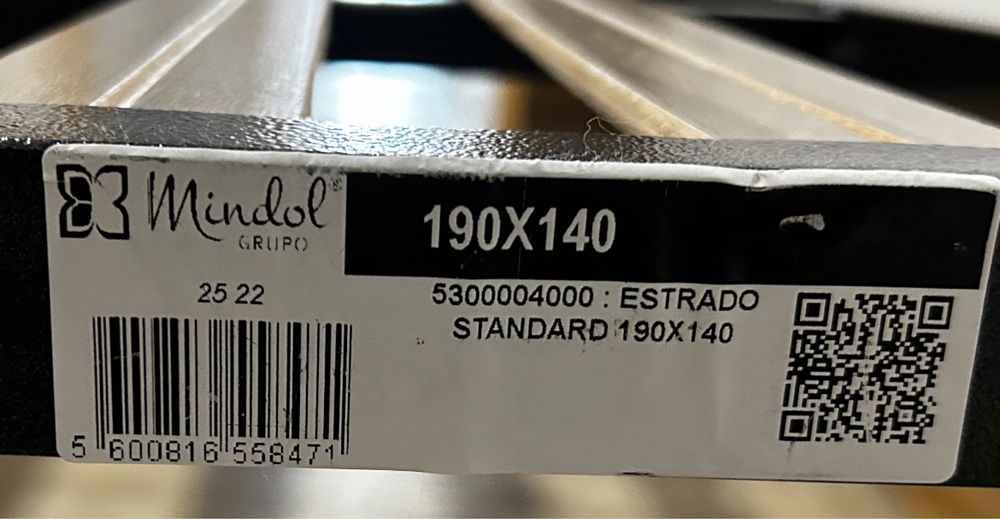 Mindol®
GRUPO
190X140
25 22
5300004000 : ESTRADO
STANDARD 190X140
5 600816 558471